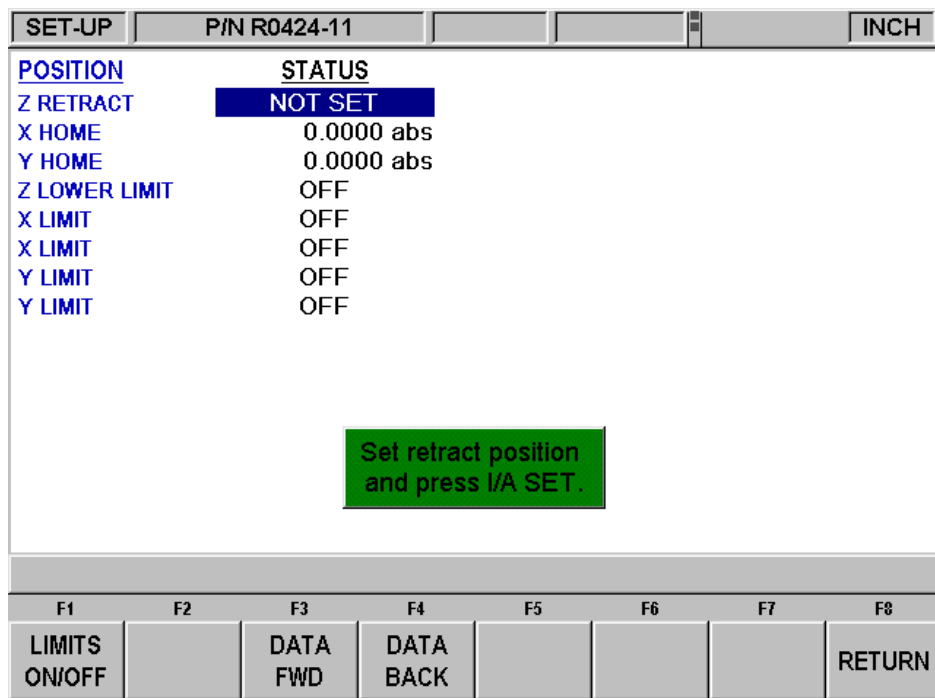 SET-UP P/N R0424-11 INCH
POSITION STATUS
Z RETRACT NOT SET
X HOME 0.0000 abs
Y HOME 0.0000 abs
Z LOWER LIMIT OFF
X LIMIT OFF
X LIMIT OFF
Y LIMIT OFF
Y LIMIT OFF
Set retract position
and press I/A SET.
F1 F2 F3 F4 F5 F6 F7 F8
LIMITS DATA DATA RETURN
ON/OFF FWD BACK